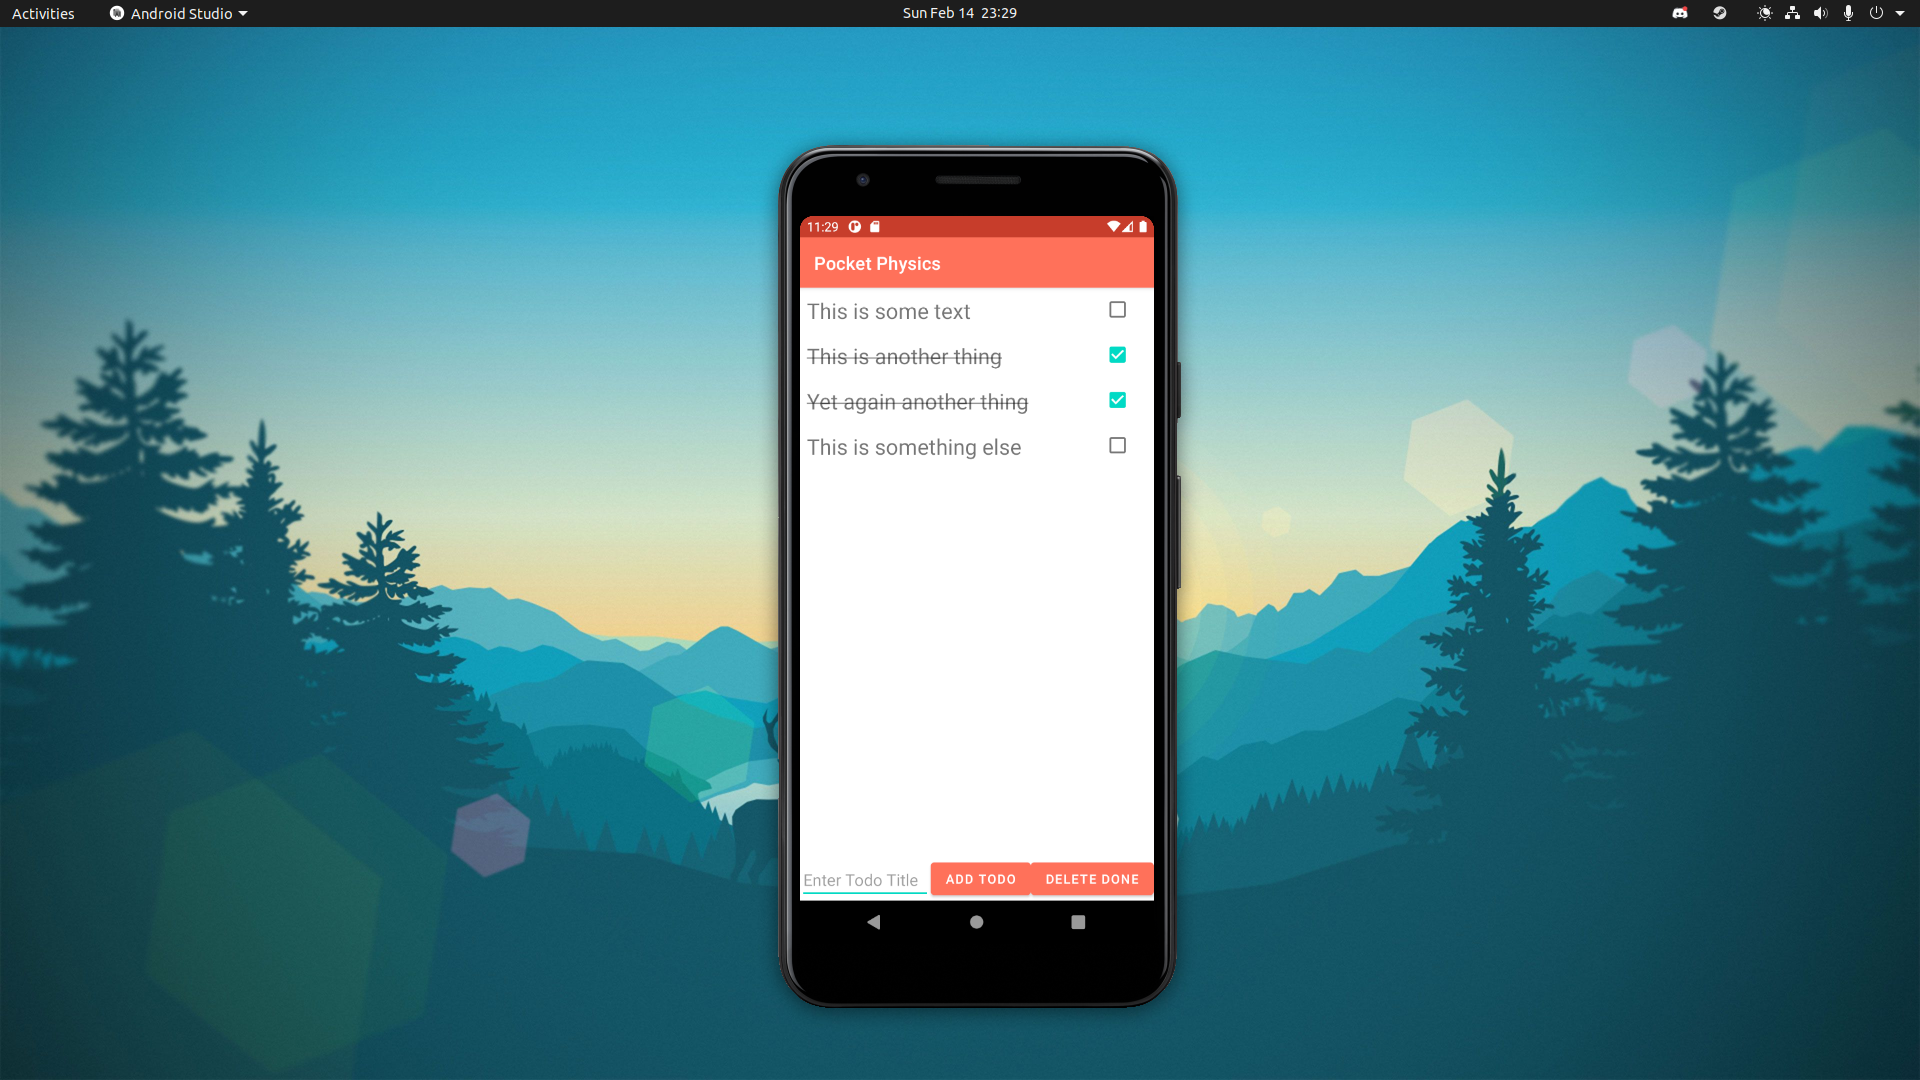 Activities
Android Studio
Sun Feb 14 23:29
11:29
Pocket Physics
This is some text
This is another thing
Yet again another thing
This is something else
Enter Todo Title
ADD TODO
DELETE DONE